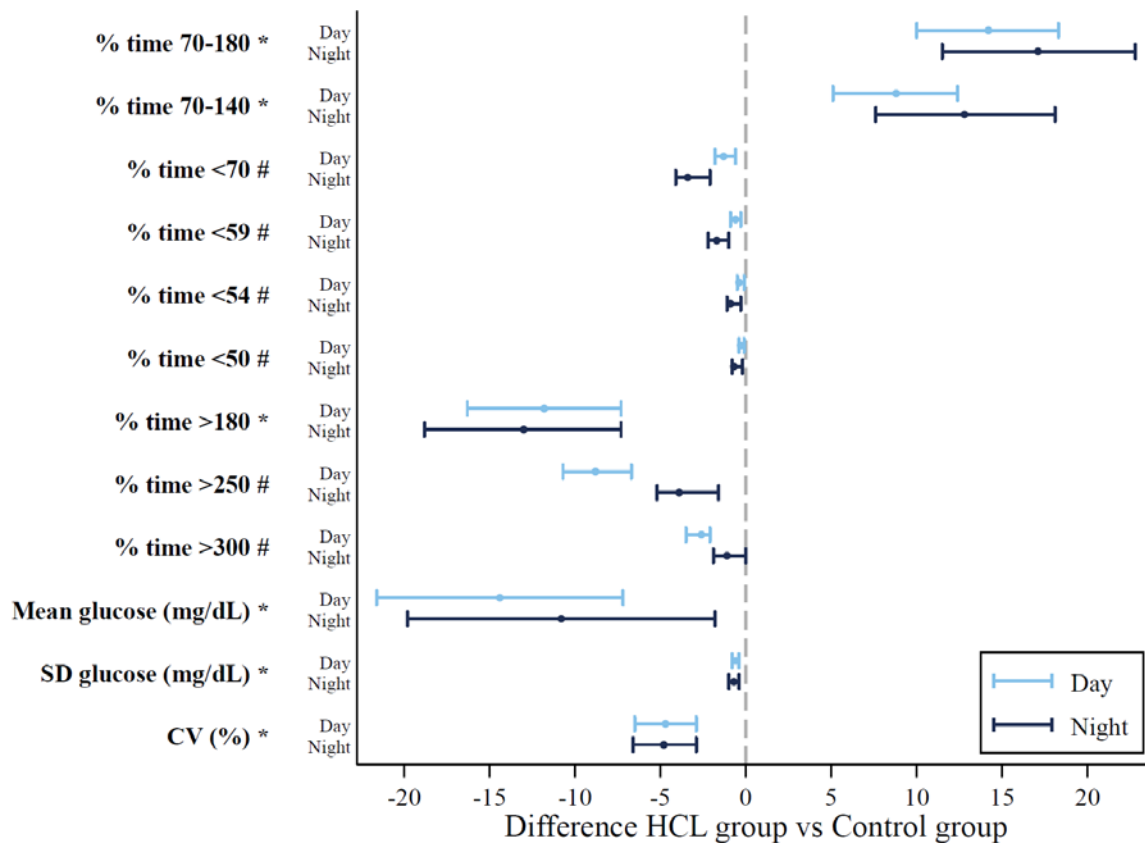 % time 70-180 *
Day
Night
% time 70-140 *
Day
Night
% time <70 #
Day
Night
% time <59 #
Day
Night
% time <54 #
Day
Night
% time <50 #
Day
Night
% time >180 *
Day
Night
% time >250 #
Day
Night
% time >300 #
Day
Night
Mean glucose (mg/dL) *
Day
Night
SD glucose (mg/dL) *
Day
Night
CV (%) *
Day
Night
Day
Night
-20 -15 -10 -5 0 5 10 15 20
Difference HCL group vs Control group